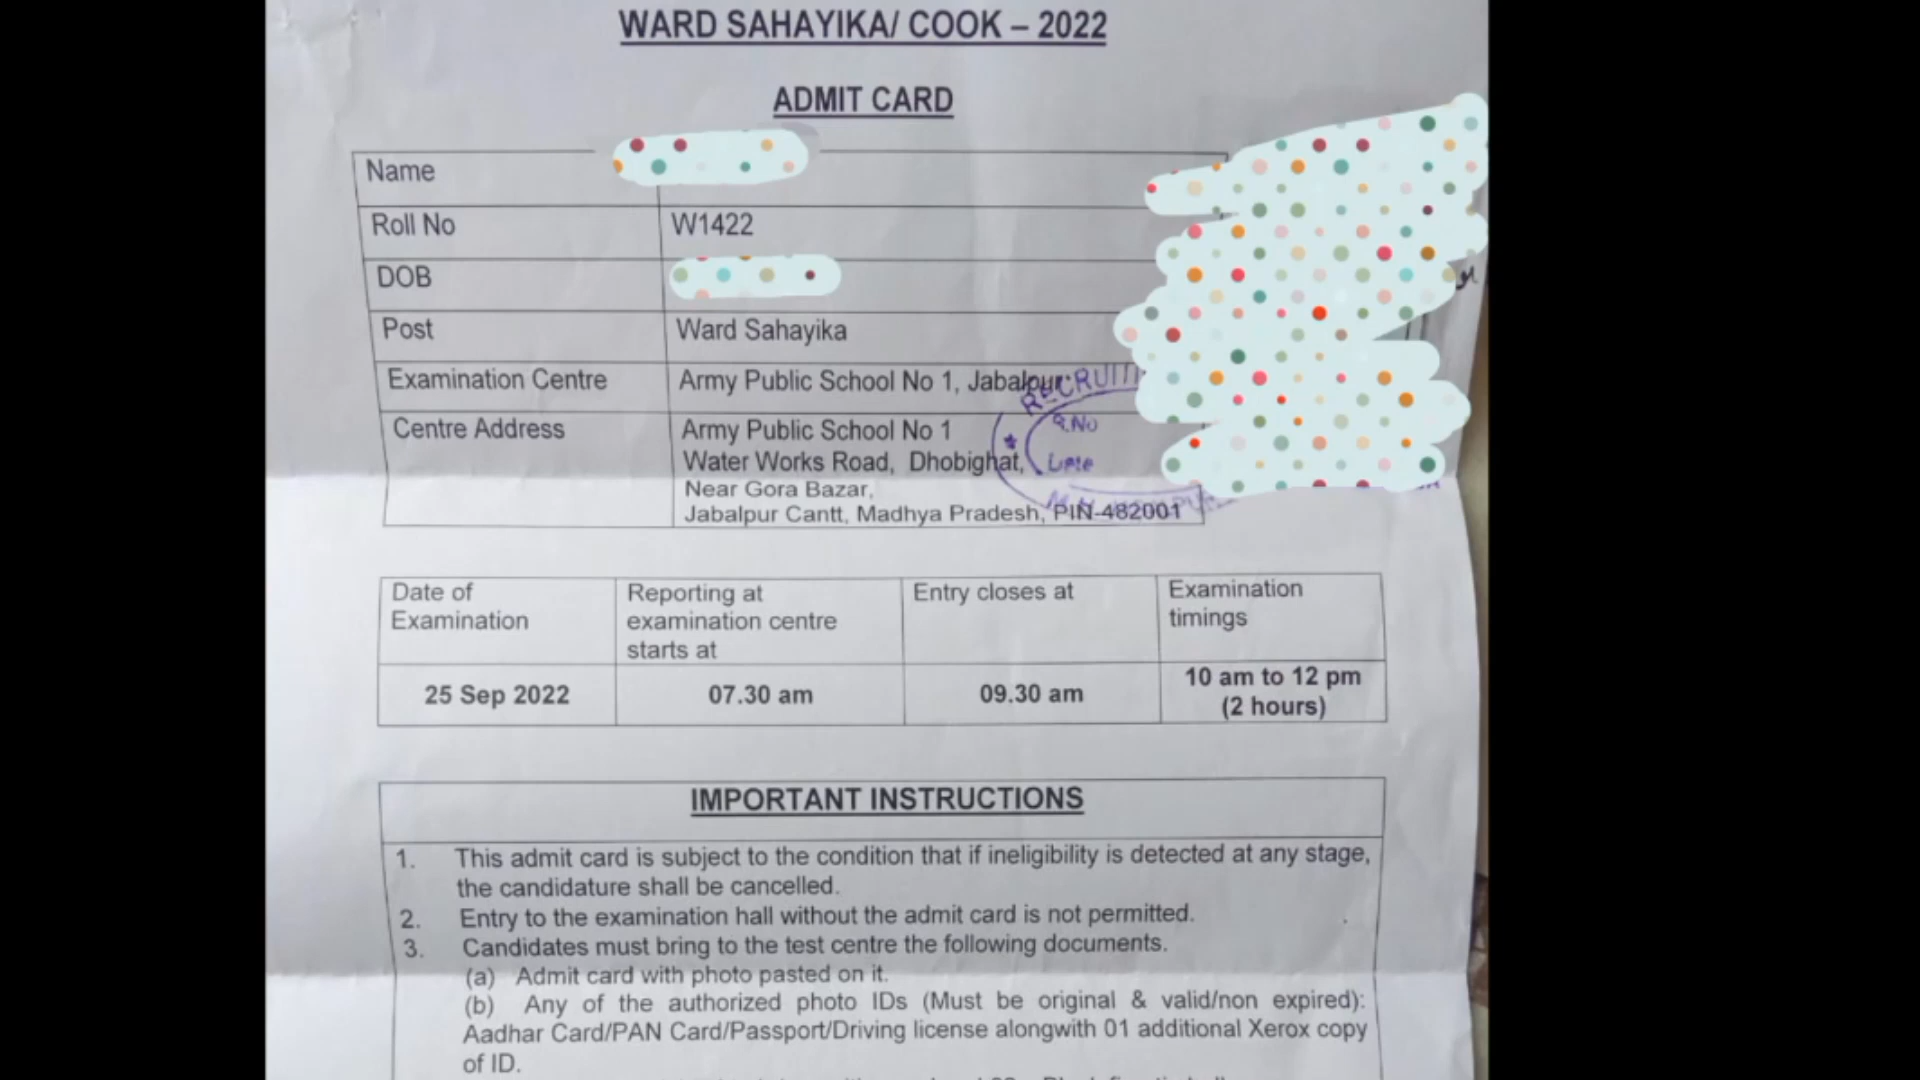 WARD SAHAYIKA/ COOK – 2022
ADMIT CARD
Name
Roll No W1422
DOB
Post Ward Sahayika
Examination Centre Army Public School No 1, Jabalpur
Centre Address Army Public School No 1
Water Works Road, Dhobighat,
Near Gora Bazar,
Jabalpur Cantt, Madhya Pradesh, PIN-482001
R.No
Date
Date of Examination
Reporting at examination centre starts at
Entry closes at
Examination timings
25 Sep 2022 07.30 am 09.30 am 10 am to 12 pm
(2 hours)
IMPORTANT INSTRUCTIONS
1. This admit card is subject to the condition that if ineligibility is detected at any stage,
the candidature shall be cancelled.
2. Entry to the examination hall without the admit card is not permitted.
3. Candidates must bring to the test centre the following documents.
(a) Admit card with photo pasted on it.
(b) Any of the authorized photo IDs (Must be original & valid/non expired):
Aadhar Card/PAN Card/Passport/Driving license alongwith 01 additional Xerox copy
of ID.